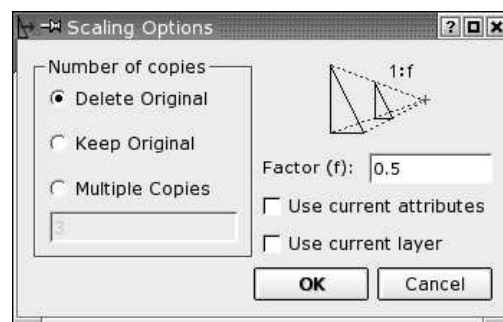 Scaling Options
Number of copies
Delete Original
Keep Original
Multiple Copies
3
1:f
Factor (f): 0.5
Use current attributes
Use current layer
OK Cancel